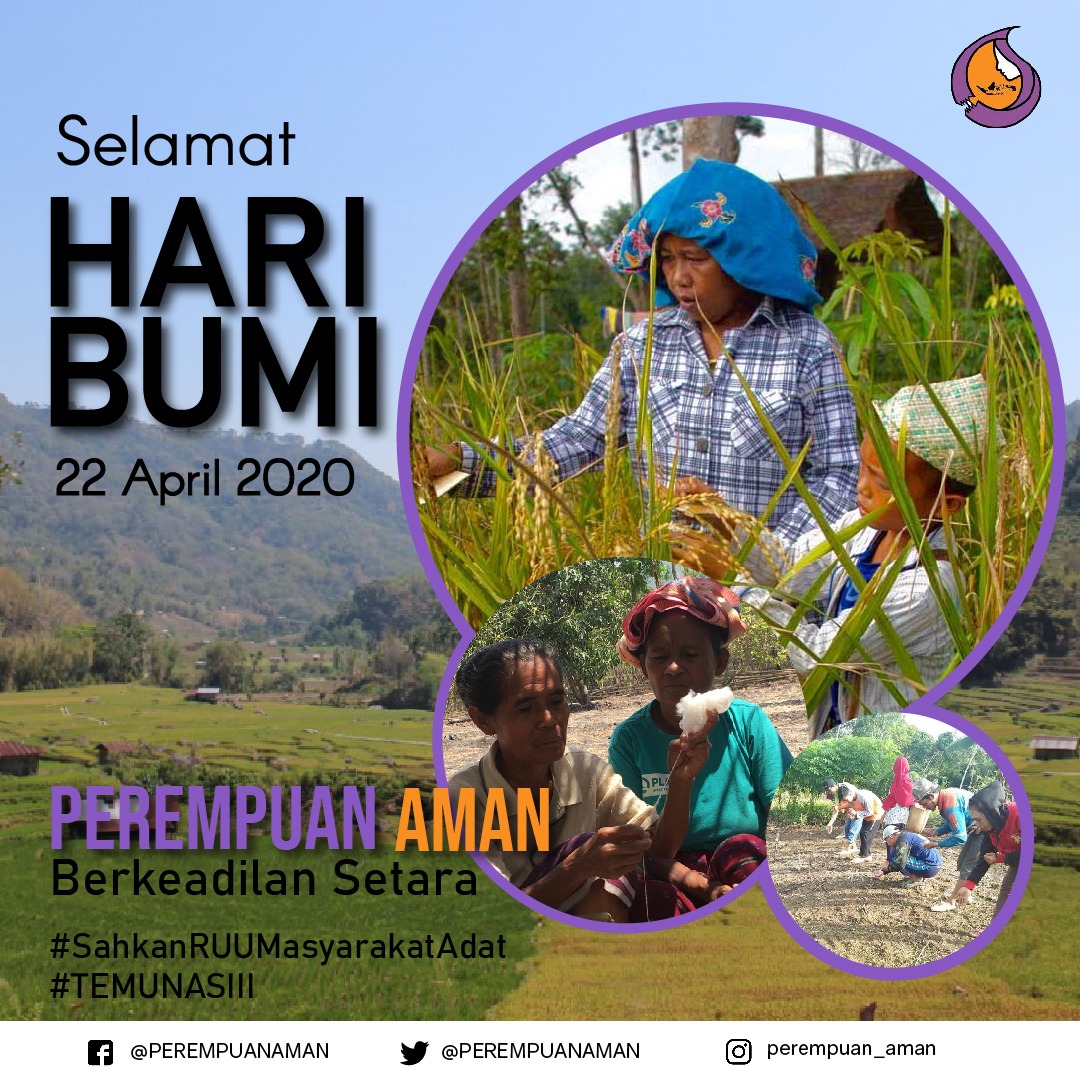 Selamat
HARI
BUMI
22 April 2020
PEREMPUAN AMAN
Berkeadilan Setara
#SahkanRUUMasyarakatAdat
#TEMUNASIII
@PEREMPUANAMAN
@PEREMPUANAMAN
perempuan_aman